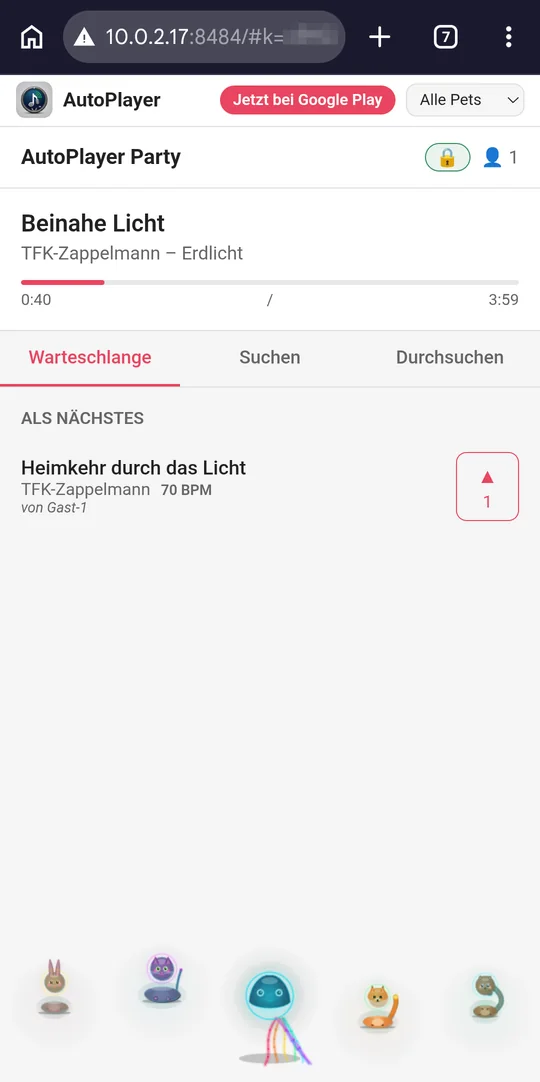 10.0.2.17:8484/#k=
7
AutoPlayer
Jetzt bei Google Play
Alle Pets
AutoPlayer Party
1
Beinahe Licht
TFK-Zappelmann – Erdlicht
0:40
/
3:59
Warteschlange
Suchen
Durchsuchen
ALS NÄCHSTES
Heimkehr durch das Licht
TFK-Zappelmann 70 BPM
von Gast-1
▲
1